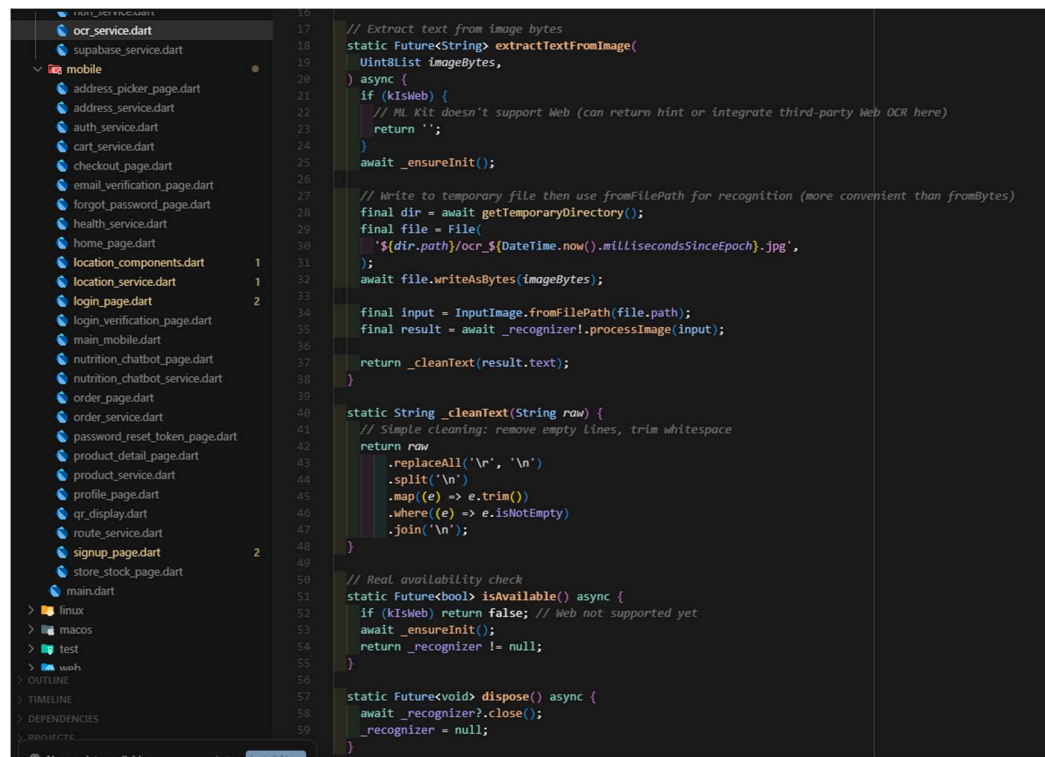 ocr_service.dart
supabase_service.dart
mobile
address_picker_page.dart
address_service.dart
auth_service.dart
cart_service.dart
checkout_page.dart
email_verification_page.dart
forgot_password_page.dart
health_service.dart
home_page.dart
location_components.dart 1
location_service.dart 1
login_page.dart 2
login_verification_page.dart
main_mobile.dart
nutrition_chatbot_page.dart
nutrition_chatbot_service.dart
order_page.dart
order_service.dart
password_reset_token_page.dart
product_detail_page.dart
product_service.dart
profile_page.dart
qr_display.dart
route_service.dart
signup_page.dart 2
store_stock_page.dart
main.dart
linux
macos
test
web
OUTLINE
TIMELINE
DEPENDENCIES
PROJECTS
16
17 // Extract text from image bytes
18 static Future<String> extractTextFromImage(
19 Uint8List imageBytes,
20 ) async {
21 if (kIsWeb) {
22 // ML Kit doesn't support Web (can return hint or integrate third-party Web OCR here)
23 return '';
24 }
25 await _ensureInit();
26
27 // Write to temporary file then use fromFilePath for recognition (more convenient than fromBytes)
28 final dir = await getTemporaryDirectory();
29 final file = File(
30 '${dir.path}/ocr_${DateTime.now().millisecondsSinceEpoch}.jpg',
31 );
32 await file.writeAsBytes(imageBytes);
33
34 final input = InputImage.fromFilePath(file.path);
35 final result = await _recognizer!.processImage(input);
36
37 return _cleanText(result.text);
38 }
39
40 static String _cleanText(String raw) {
41 // Simple cleaning: remove empty lines, trim whitespace
42 return raw
43 .replaceAll('\r', '\n')
44 .split('\n')
45 .map((e) => e.trim())
46 .where((e) => e.isNotEmpty)
47 .join('\n');
48 }
49
50 // Real availability check
51 static Future<bool> isAvailable() async {
52 if (kIsWeb) return false; // Web not supported yet
53 await _ensureInit();
54 return _recognizer != null;
55 }
56
57 static Future<void> dispose() async {
58 await _recognizer?.close();
59 _recognizer = null;
}